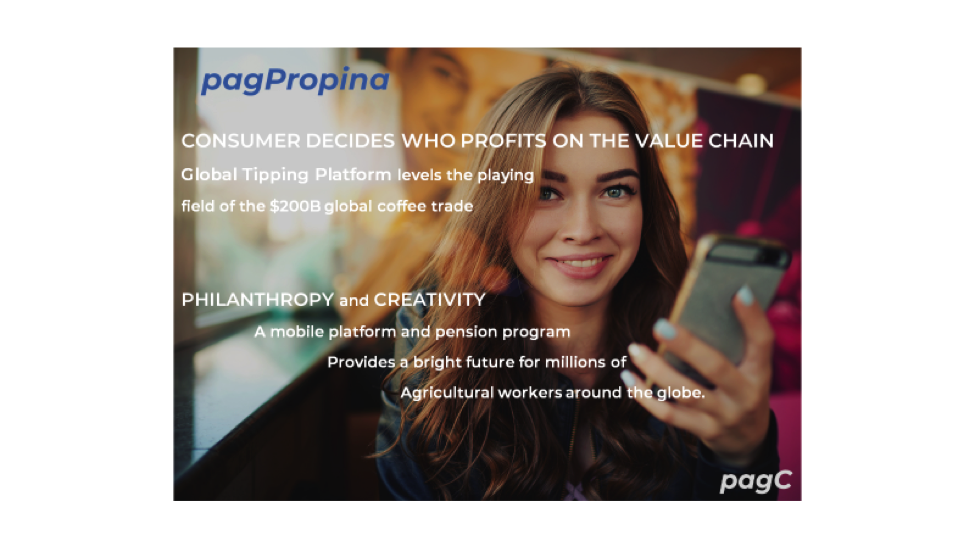 pagPropina
CONSUMER DECIDES WHO PROFITS ON THE VALUE CHAIN
Global Tipping Platform levels the playing
field of the $200B global coffee trade
PHILANTHROPY and CREATIVITY
A mobile platform and pension program
Provides a bright future for millions of
Agricultural workers around the globe.
pagC